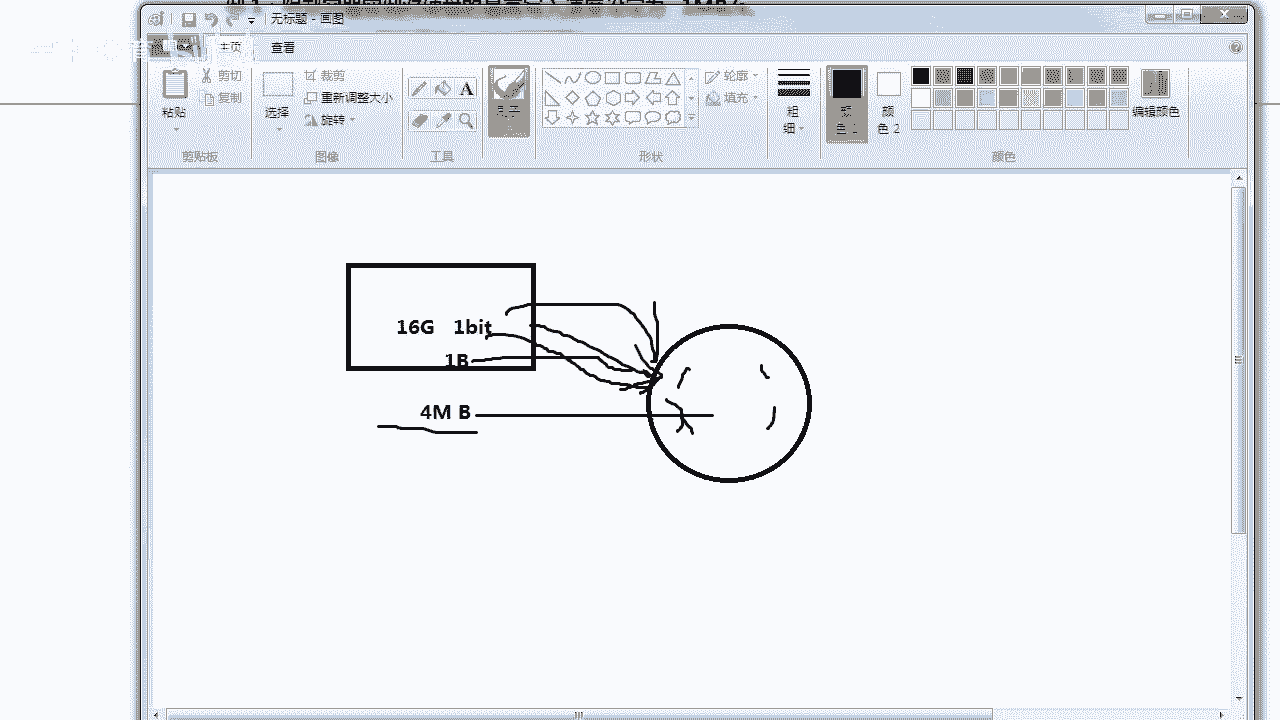 无标题 - 画图
主页 查看
粘贴 剪切 复制 选择 裁剪 重新调整大小 旋转 A 轮廓 填充 粗细 颜色 1 颜色 2 编辑颜色
剪贴板 图像 工具 形状 颜色
16G 1bit
1B
4M B